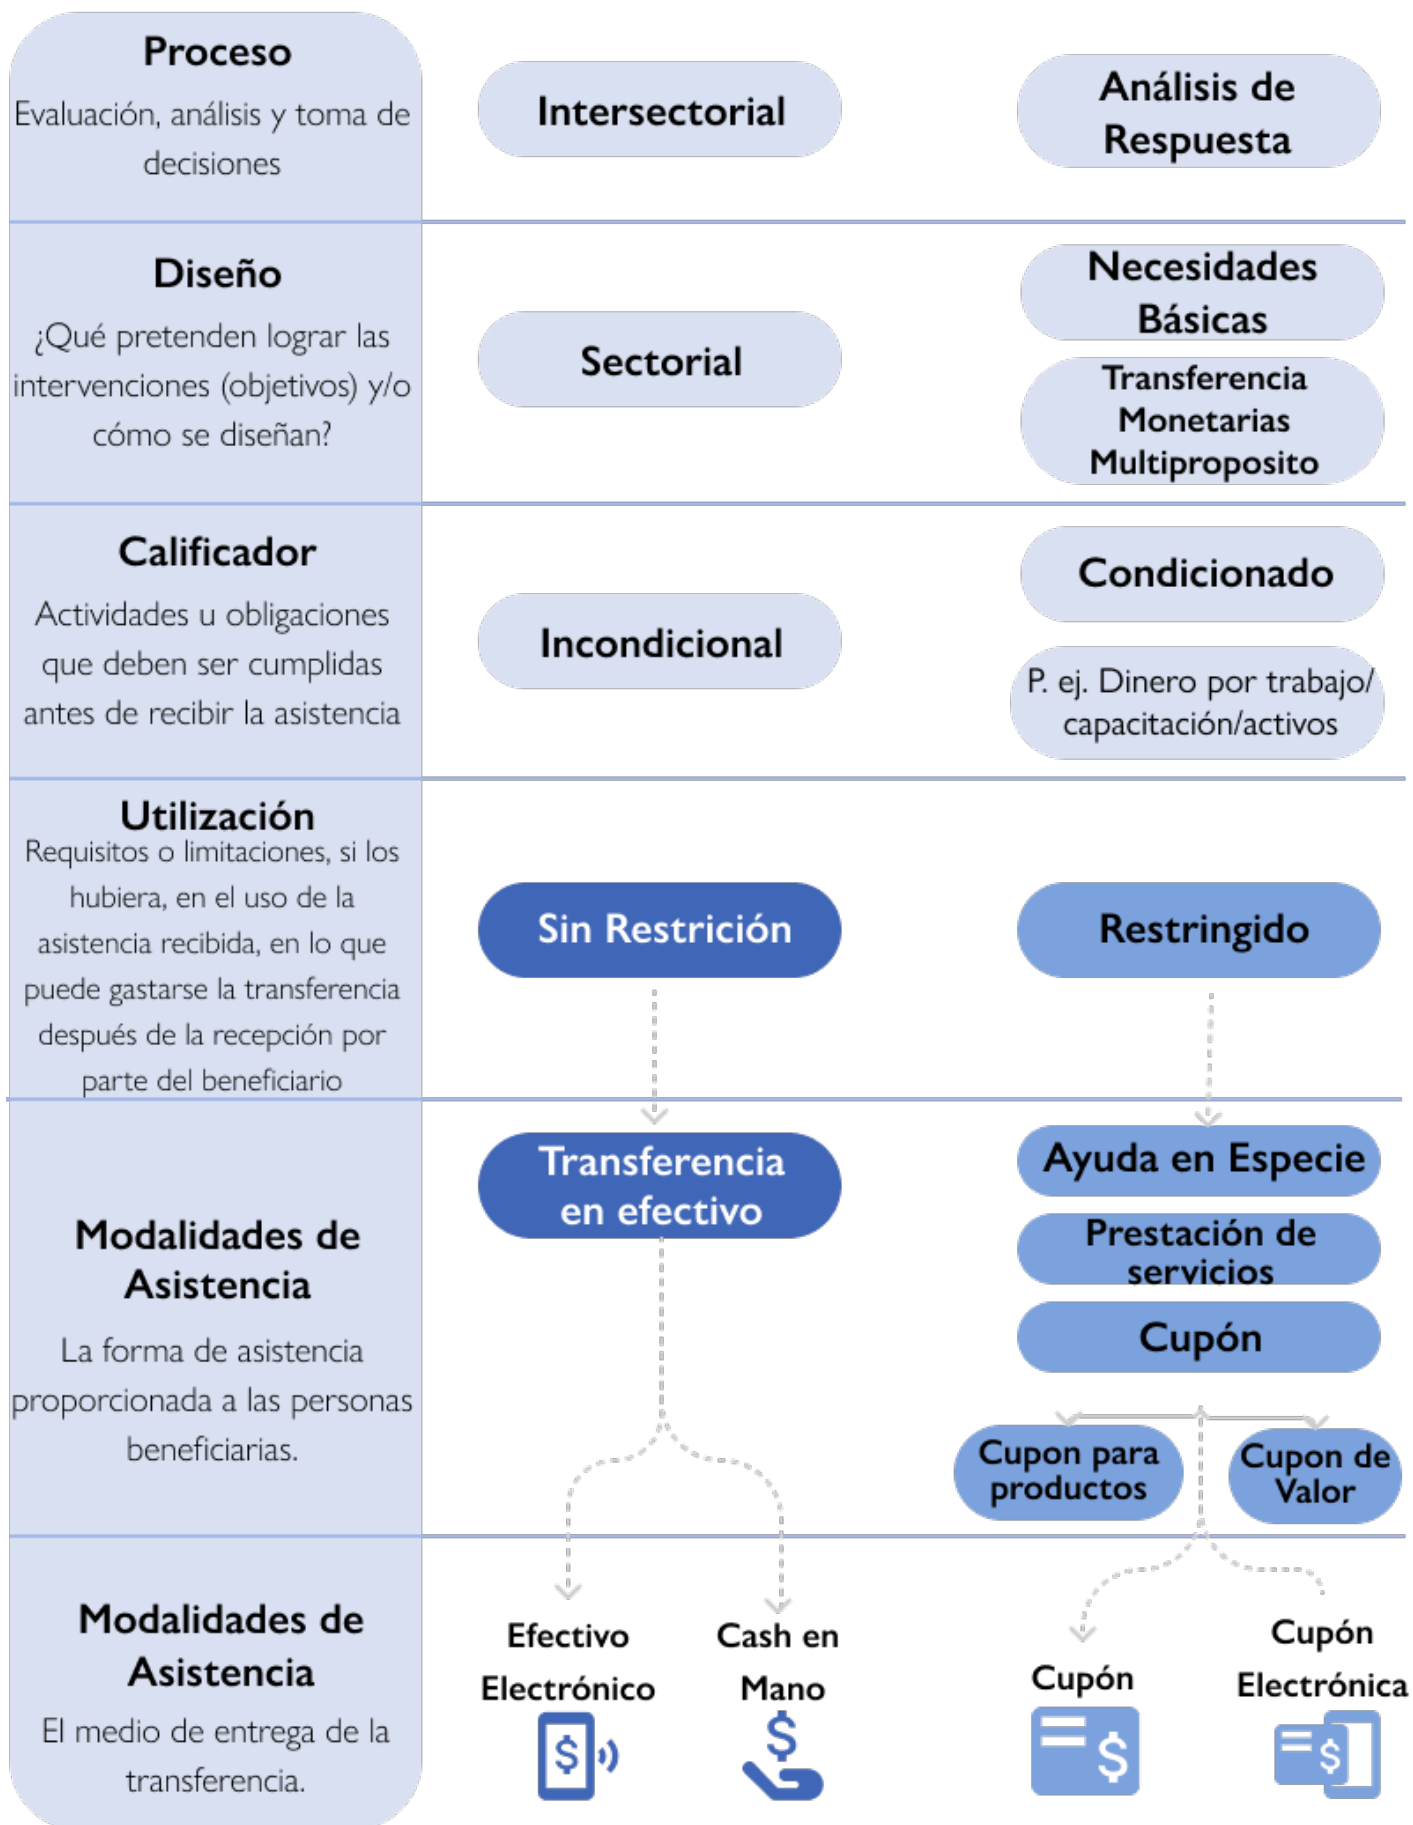 Proceso
Evaluación, análisis y toma de
decisiones
Intersectorial
Análisis de
Respuesta
Diseño
¿Qué pretenden lograr las
intervenciones (objetivos) y/o
cómo se diseñan?
Sectorial
Necesidades
Básicas
Transferencia
Monetarias
Multiproposito
Calificador
Actividades u obligaciones
que deben ser cumplidas
antes de recibir la asistencia
Incondicional
Condicionado
P. ej. Dinero por trabajo/
capacitación/activos
Utilización
Requisitos o limitaciones, si los
hubiera, en el uso de la
asistencia recibida, en lo que
puede gastarse la transferencia
después de la recepción por
parte del beneficiario
Sin Restrición
Restringido
Modalidades de
Asistencia
La forma de asistencia
proporcionada a las personas
beneficiarias.
Transferencia
en efectivo
Ayuda en Especie
Prestación de
servicios
Cupón
Cupon para
productos
Cupon de
Valor
Modalidades de
Asistencia
El medio de entrega de la
transferencia.
Efectivo
Electrónico
$
Cash en
Mano
$
Cupón
$
Cupón
Electrónica
$